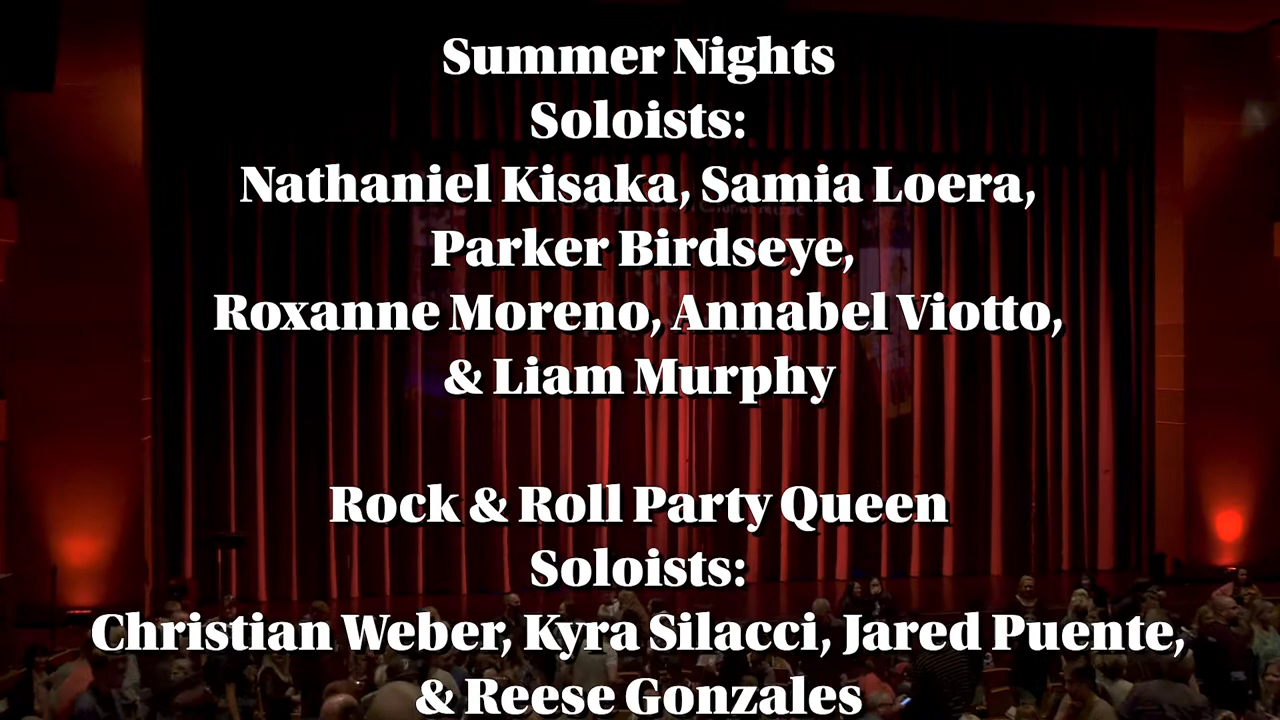 Summer Nights
Soloists:
Nathaniel Kisaka, Samia Loera,
Parker Birdseye,
Roxanne Moreno, Annabel Viotto,
& Liam Murphy
Rock & Roll Party Queen
Soloists:
Christian Weber, Kyra Silacci, Jared Puente,
& Reese Gonzales